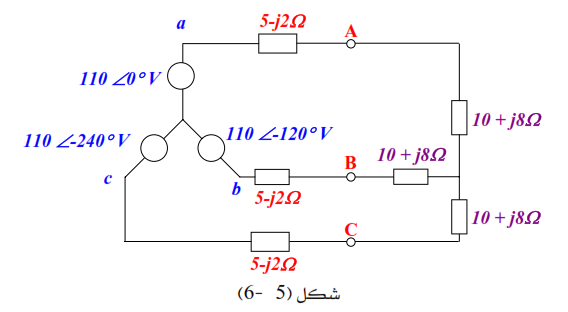 a
5-j2Ω
A
110 ∠0° V
10 + j8Ω
110 ∠-240° V
110 ∠-120° V
B
10 + j8Ω
c
b
5-j2Ω
C
10 + j8Ω
5-j2Ω
شكل (5 -6)